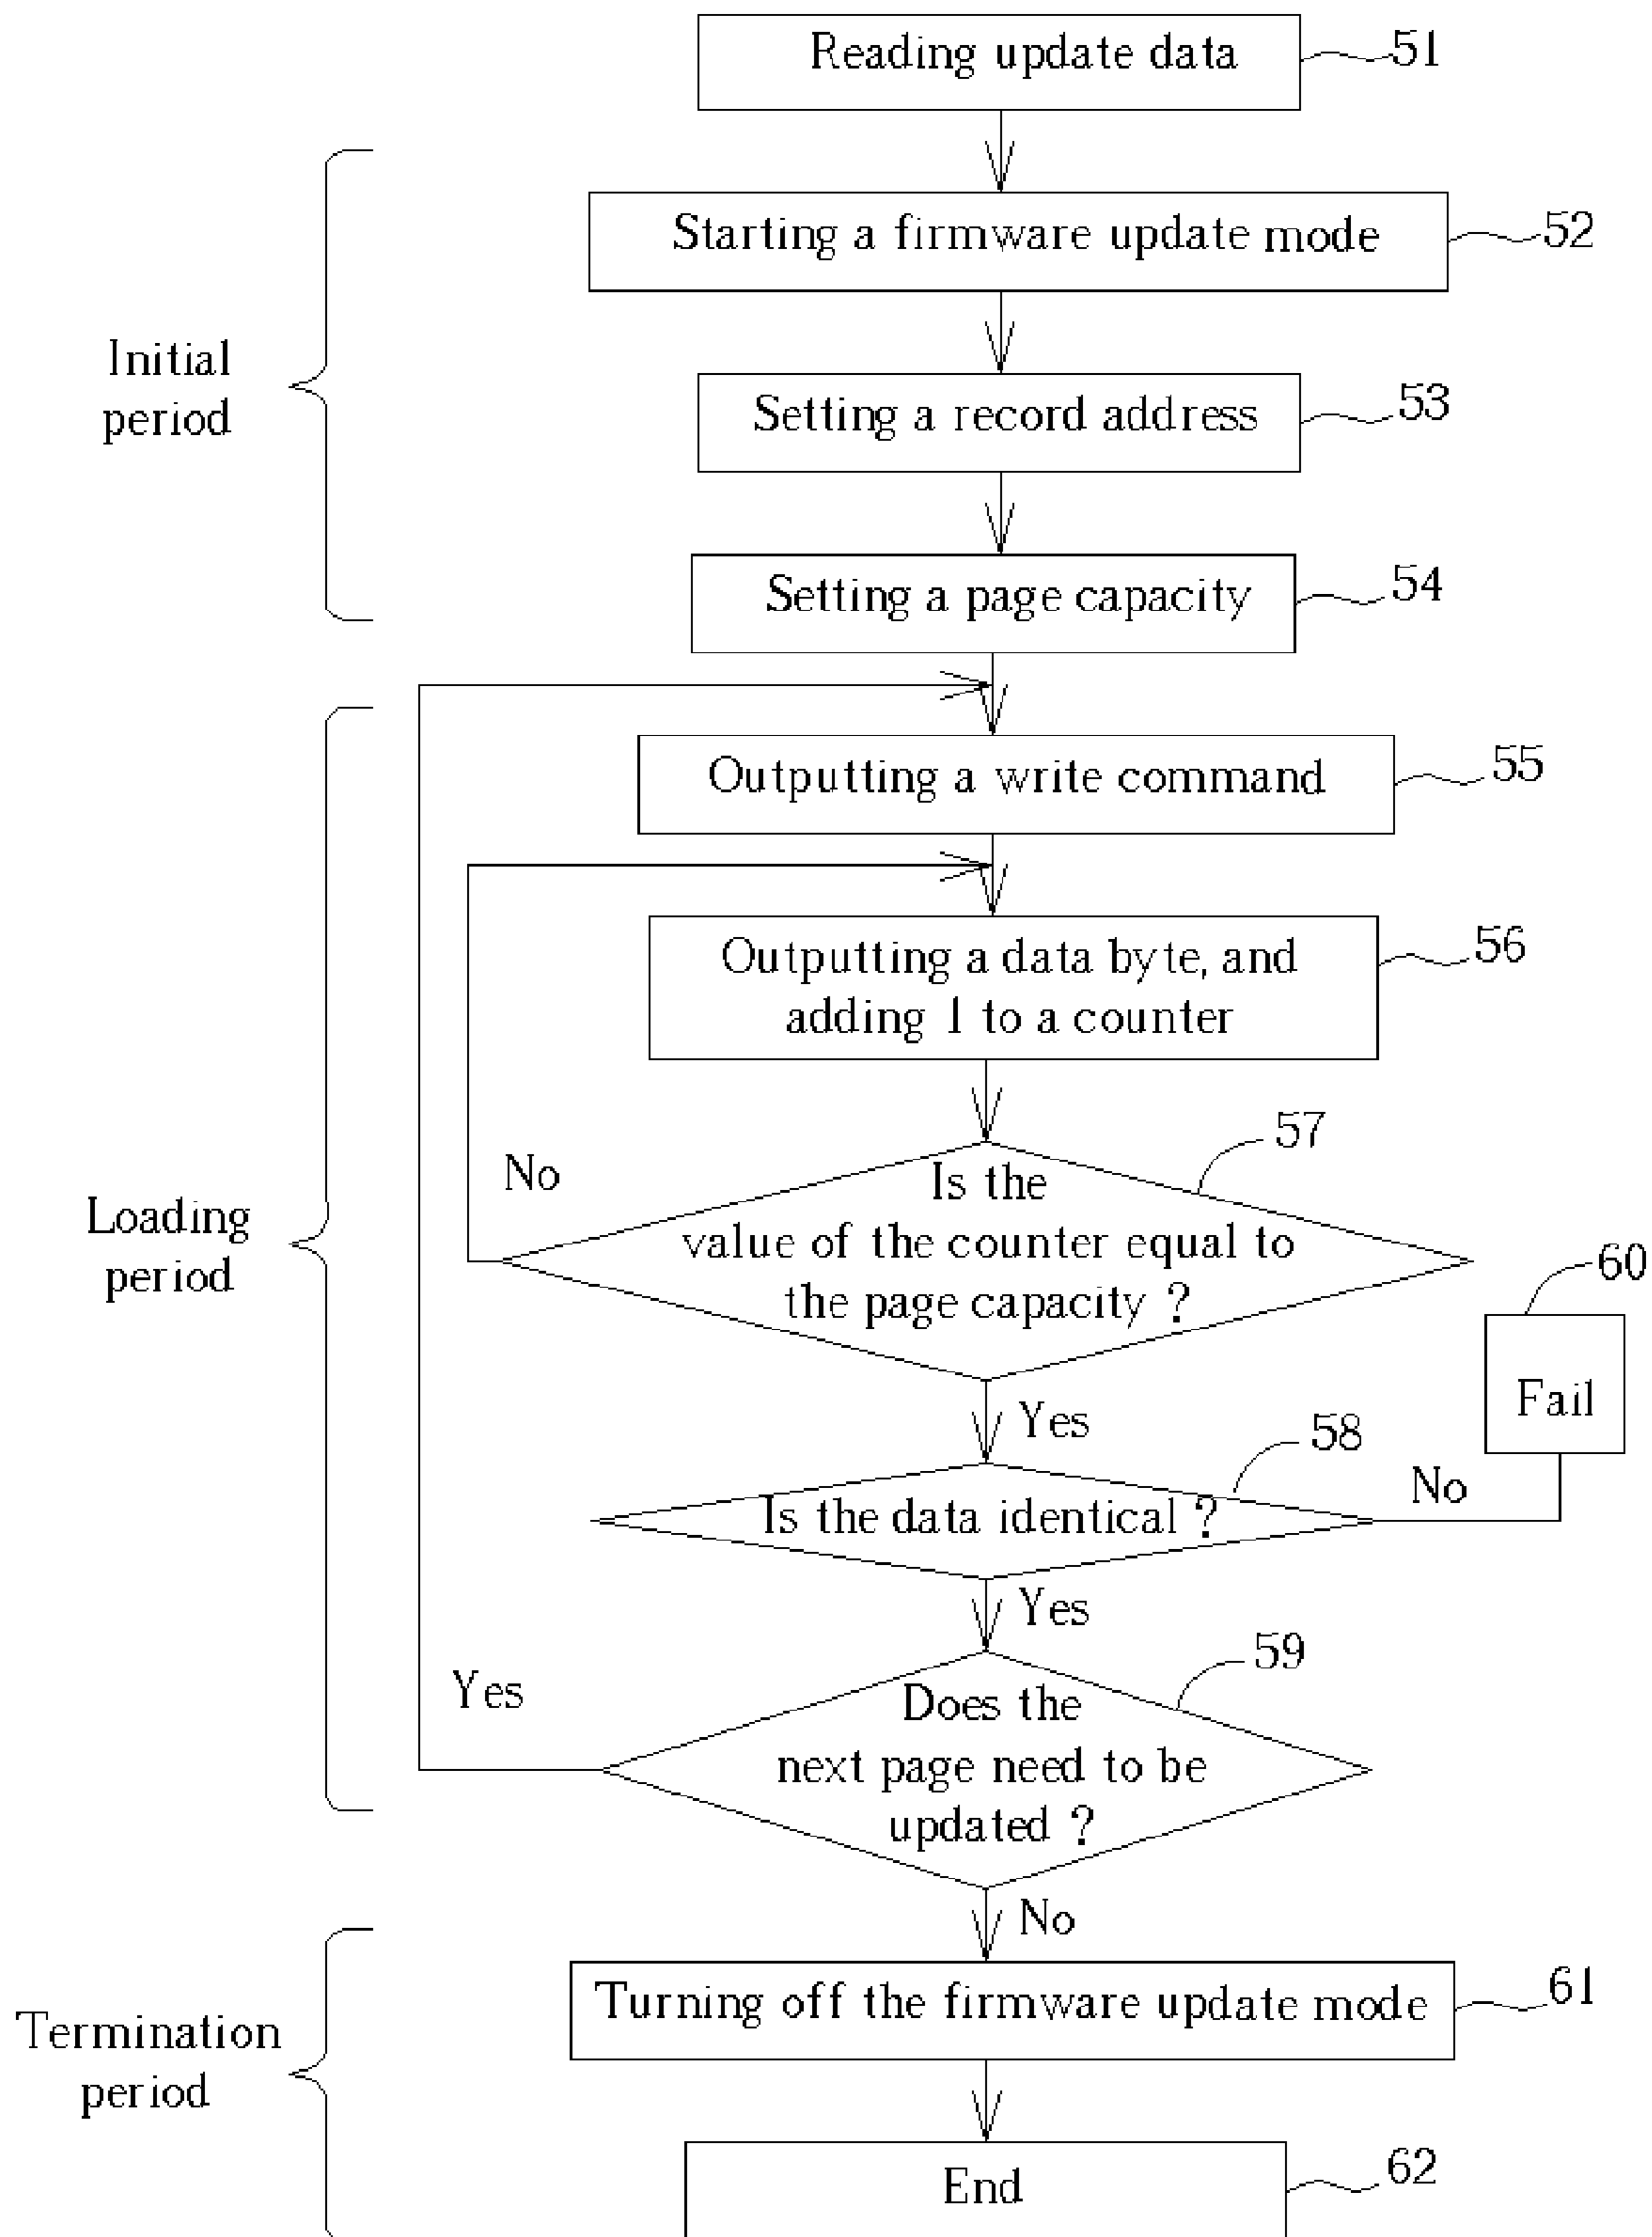 Reading update data
51
Starting a firmware update mode
52
Initial
period
Setting a record address
53
Setting a page capacity
54
Outputting a write command
55
Outputting a data byte, and
adding 1 to a counter
56
Loading
period
57
No
Is the
value of the counter equal to
the page capacity ?
60
Fail
Yes
58
Is the data identical ?
No
Yes
59
Yes
Does the
next page need to be
updated ?
No
Termination
period
Turning off the firmware update mode
61
End
62